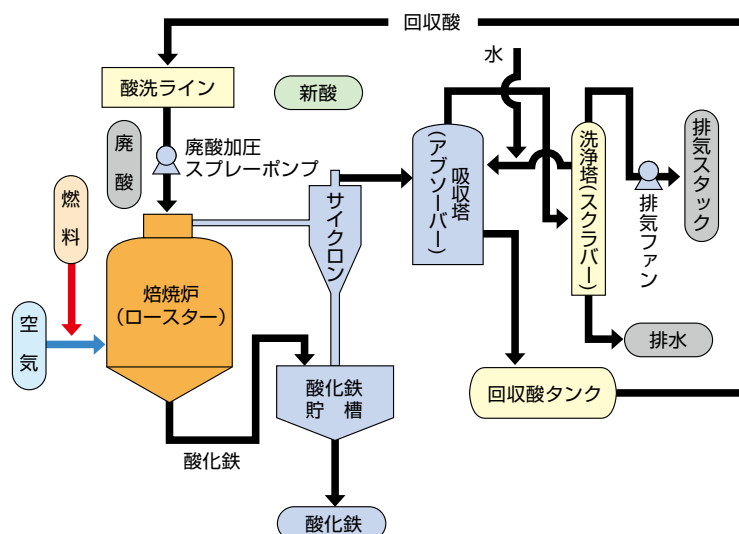 回収酸
水
酸洗ライン
新酸
廃酸
廃酸加圧
スプレーポンプ
燃料
空気
焙焼炉
(ロースター)
サイクロン
吸収塔
(アブソーバー)
洗浄塔(スクラバー)
排気ファン
排気スタック
排水
酸化鉄
貯 槽
回収酸タンク
酸化鉄
酸化鉄